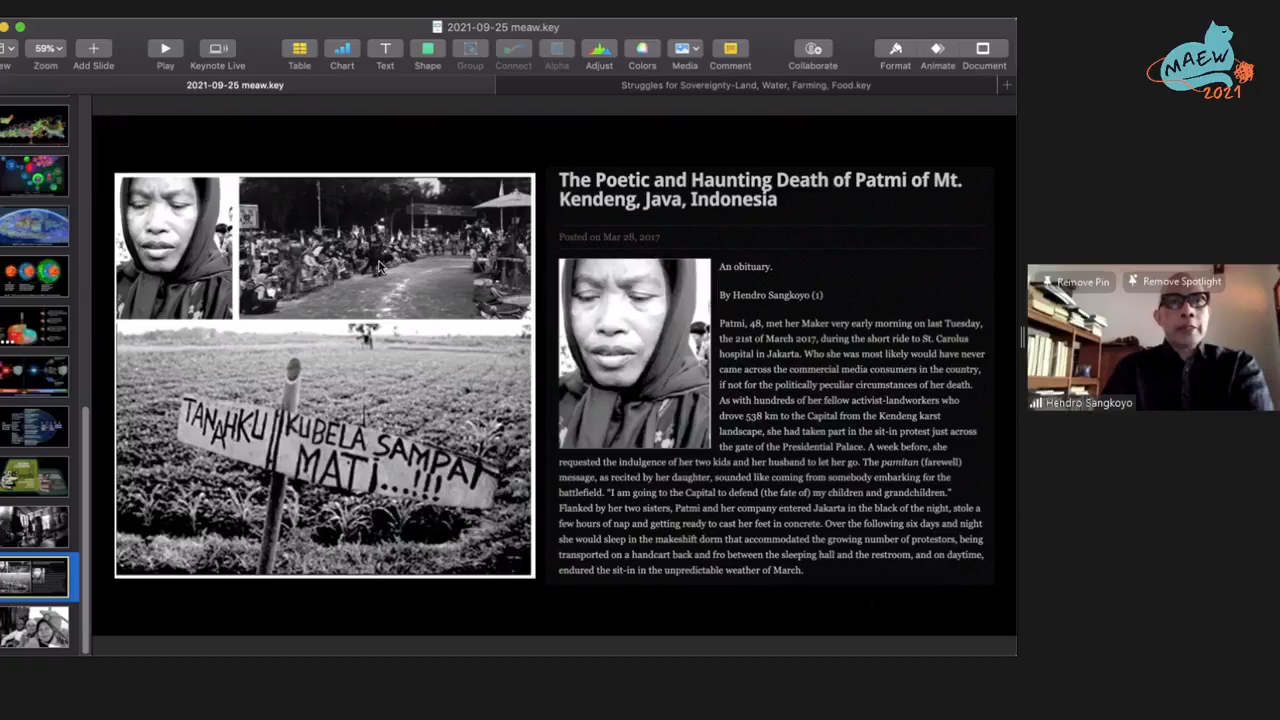 2021-09-25 meaw.key
59%
Zoom
Add Slide
Play
Keynote Live
Table
Chart
Text
Shape
Group
Connect
Alpha
Adjust
Colors
Media
Comment
Collaborate
Format
Animate
Document
2021-09-25 meaw.key
Struggles for Sovereignty-Land, Water, Farming, Food.key
MAEW
2021
TANAHKU KUBELA SAMPAI
MATI...!!!
The Poetic and Haunting Death of Patmi of Mt.
Kendeng, Java, Indonesia
Posted on Mar 28, 2017
An obituary.
By Hendro Sangkoyo (1)
Patmi, 48, met her Maker very early morning on last Tuesday,
the 21st of March 2017, during the short ride to St. Carolus
hospital in Jakarta. Who she was most likely would have never
came across the commercial media consumers in the country,
if not for the politically peculiar circumstances of her death.
As with hundreds of her fellow activist-landworkers who
drove 538 km to the Capital from the Kendeng karst
landscape, she had taken part in the sit-in protest just across
the gate of the Presidential Palace. A week before, she
requested the indulgence of her two kids and her husband to let her go. The pamitan (farewell)
message, as recited by her daughter, sounded like coming from somebody embarking for the
battlefield. “I am going to the Capital to defend (the fate of) my children and grandchildren.”
Flanked by her two sisters, Patmi and her company entered Jakarta in the black of the night, stole a
few hours of nap and getting ready to cast her feet in concrete. Over the following six days and night
she would sleep in the makeshift dorm that accommodated the growing number of protestors, being
transported on a handcart back and fro between the sleeping hall and the restroom, and on daytime,
endured the sit-in in the unpredictable weather of March.
Remove Pin
Remove Spotlight
Hendro Sangkoyo